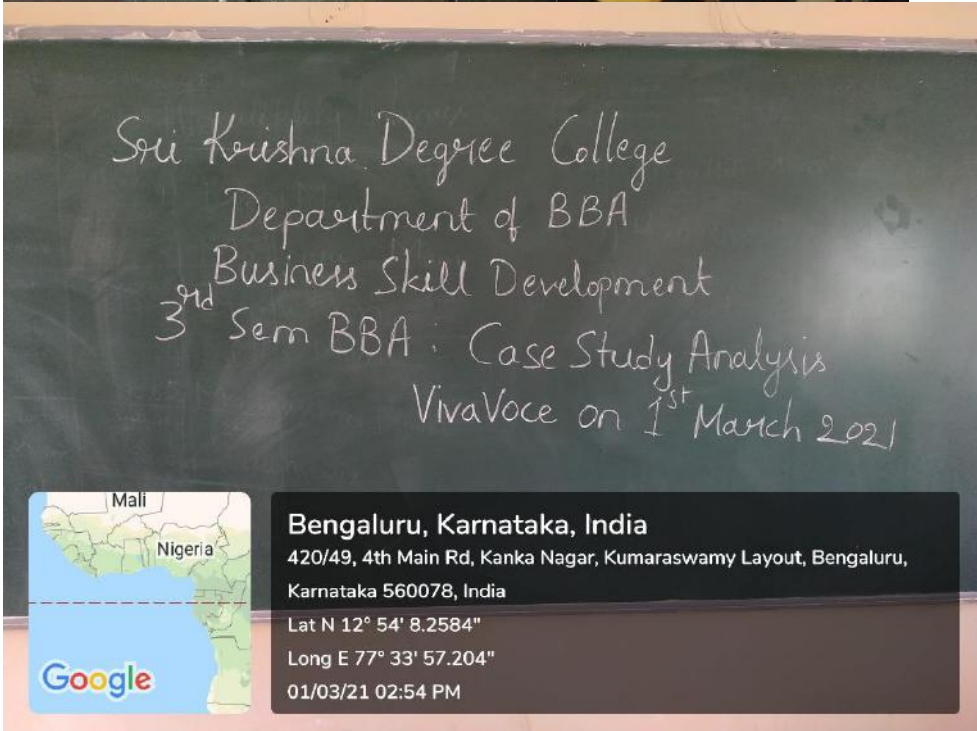 Sri Krishna Degree College
Department of BBA
Business Skill Development
3rd Sem BBA : Case Study Analysis
VivaVoce on 1st March 2021
Mali
Nigeria
Google
Bengaluru, Karnataka, India
420/49, 4th Main Rd, Kanka Nagar, Kumaraswamy Layout, Bengaluru,
Karnataka 560078, India
Lat N 12° 54' 8.2584"
Long E 77° 33' 57.204"
01/03/21 02:54 PM